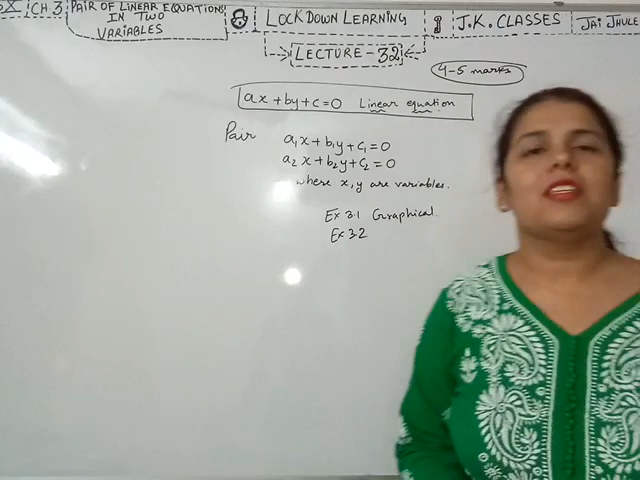 X CH 3 PAIR OF LINEAR EQUATIONS IN TWO VARIABLES
LOCKDOWN LEARNING
J.K. CLASSES
JAI JHULE
LECTURE - 32
4-5 marks
ax + by + c = 0 Linear equation
Pair a₁x + b₁y + c₁ = 0
a₂x + b₂y + c₂ = 0
where x, y are variables.
Ex 3.1 Graphical.
Ex 3.2